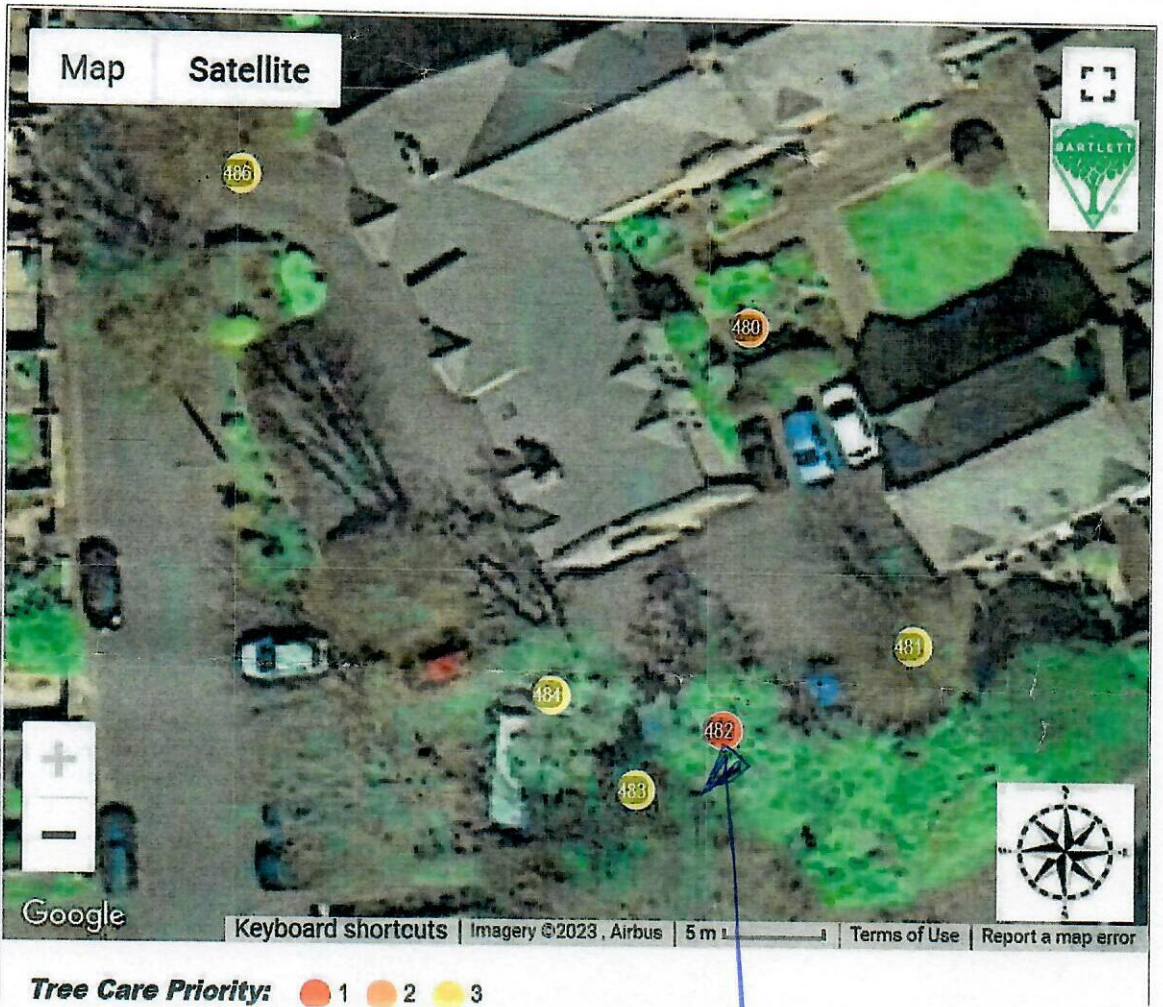 Map Satellite
BARTLETT
486
480
481
484
482
483
+
−
Google
Keyboard shortcuts | Imagery ©2023 , Airbus | 5 m | Terms of Use | Report a map error
Tree Care Priority: 1 2 3